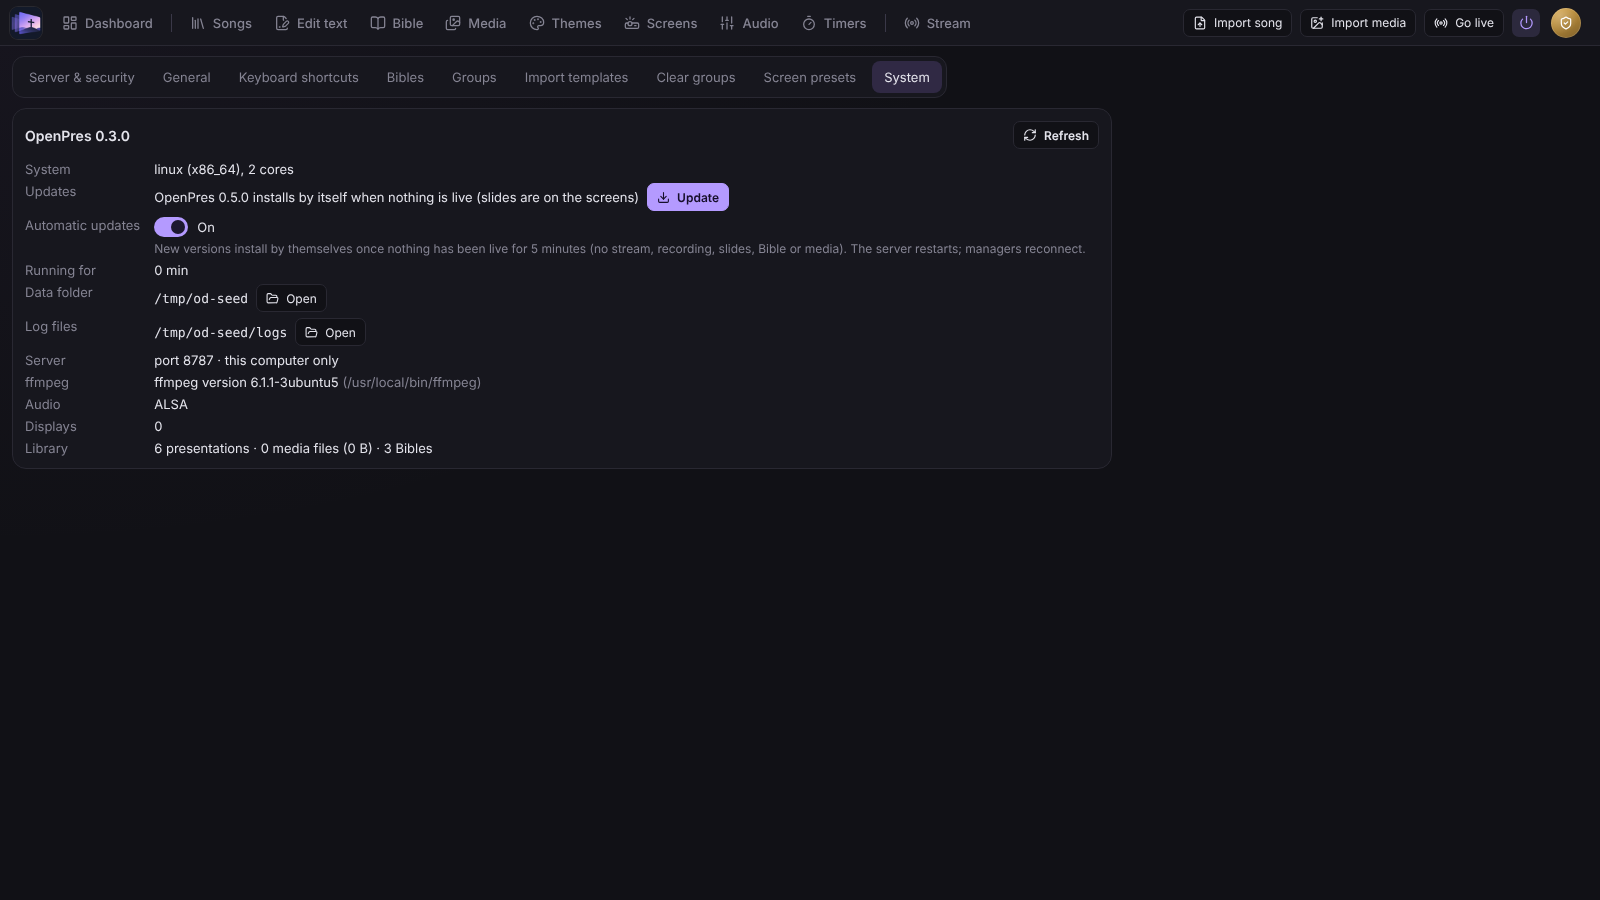 Dashboard Songs Edit text Bible Media Themes Screens Audio Timers Stream Import song Import media Go live
Server & security General Keyboard shortcuts Bibles Groups Import templates Clear groups Screen presets System
OpenPres 0.3.0 Refresh
System linux (x86_64), 2 cores
Updates OpenPres 0.5.0 installs by itself when nothing is live (slides are on the screens) Update
Automatic updates On
New versions install by themselves once nothing has been live for 5 minutes (no stream, recording, slides, Bible or media). The server restarts; managers reconnect.
Running for 0 min
Data folder /tmp/od-seed Open
Log files /tmp/od-seed/logs Open
Server port 8787 · this computer only
ffmpeg ffmpeg version 6.1.1-3ubuntu5 (/usr/local/bin/ffmpeg)
Audio ALSA
Displays 0
Library 6 presentations · 0 media files (0 B) · 3 Bibles